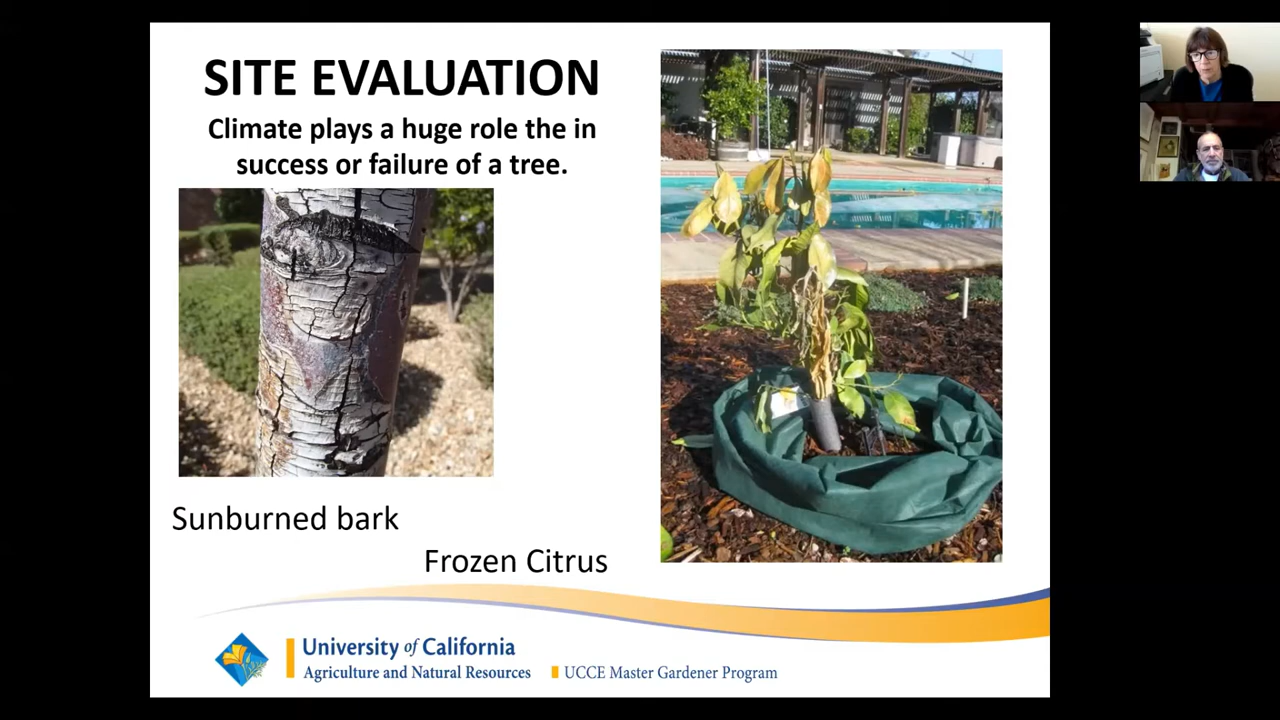 SITE EVALUATION
Climate plays a huge role the in
success or failure of a tree.
Sunburned bark
Frozen Citrus
University of California
Agriculture and Natural Resources
UCCE Master Gardener Program